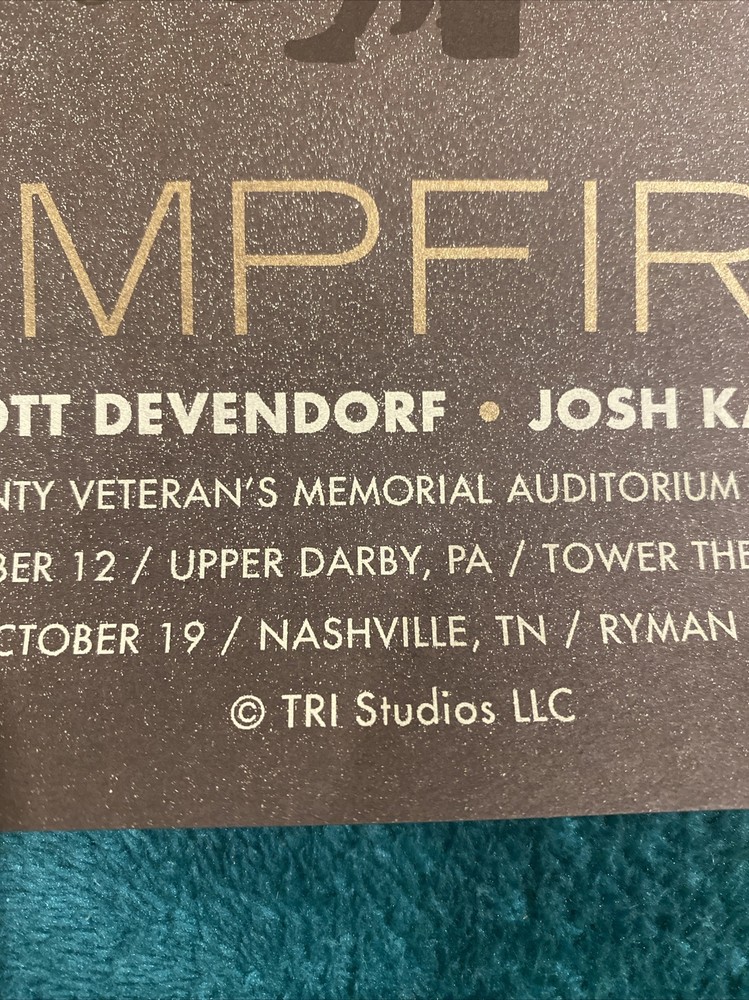 MPFIR
OTT DEVENDORF • JOSH KA
NTY VETERAN'S MEMORIAL AUDITORIUM
BER 12 / UPPER DARBY, PA / TOWER THE
CTOBER 19 / NASHVILLE, TN / RYMAN
© TRI Studios LLC